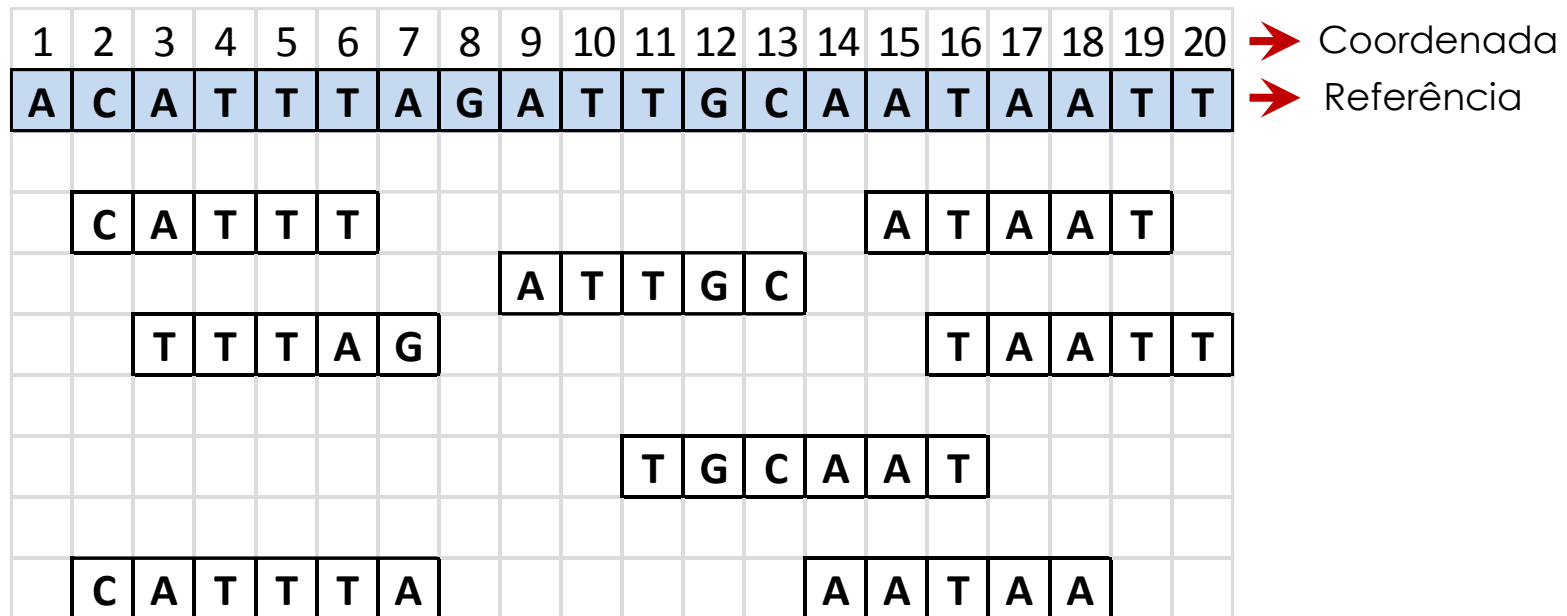 1 2 3 4 5 6 7 8 9 10 11 12 13 14 15 16 17 18 19 20 Coordenada
A C A T T T A G A T T G C A A T A A T T Referência
C A T T T A T A A T
A T T G C
T T T A G T A A T T
T G C A A T
C A T T T A A A T A A